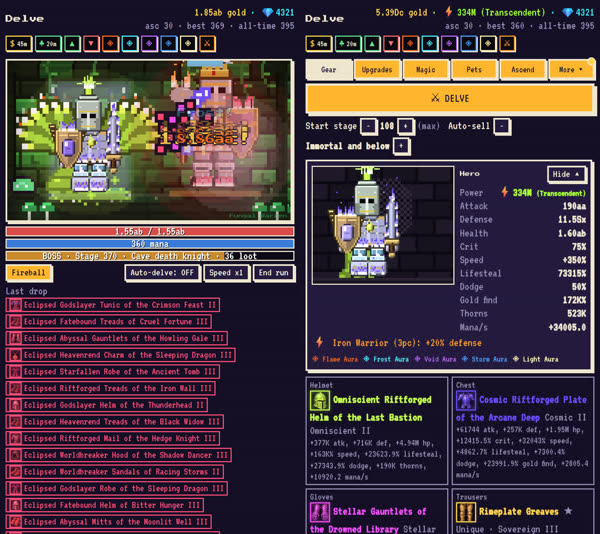 Delve
1.85ab gold · 4321
asc 30 · best 369 · all-time 395
$ 45m
20m
Fungal Warren
1.55ab / 1.55ab
360 mana
BOSS · Stage 370 · Cave death knight · 36 loot
Fireball
Auto-delve: OFF
Speed x1
End run
Last drop
Eclipsed Godslayer Tunic of the Crimson Feast II
Eclipsed Fatebound Treads of Cruel Fortune III
Eclipsed Abyssal Gauntlets of the Howling Gale III
Eclipsed Heavenrend Charm of the Sleeping Dragon III
Eclipsed Starfallen Robe of the Ancient Tomb III
Eclipsed Riftforged Treads of the Iron Wall III
Eclipsed Godslayer Helm of the Thunderhead II
Eclipsed Heavenrend Treads of the Black Widow III
Eclipsed Riftforged Mail of the Hedge Knight III
Eclipsed Worldbreaker Hood of the Shadow Dancer III
Eclipsed Worldbreaker Sandals of Racing Storms II
Eclipsed Godslayer Robe of the Sleeping Dragon III
Eclipsed Fatebound Helm of Bitter Hunger III
Eclipsed Abyssal Mitts of the Moonlit Well III
Delve
5.39Dc gold · 334M (Transcendent) · 4321
asc 30 · best 369 · all-time 395
$ 45m
20m
Gear
Upgrades
Magic
Pets
Ascend
More ▾
⚔ DELVE
Start stage - 100 + (max) Auto-sell -
Immortal and below +
Hero
Hide ▲
Power 334M (Transcendent)
Attack 190aa
Defense 11.55x
Health 1.60ab
Crit 75%
Speed +350%
Lifesteal 73315%
Dodge 50%
Gold find 172K%
Thorns 523K
Mana/s +34005.0
Iron Warrior (3pc): +20% defense
Flame Aura
Frost Aura
Void Aura
Storm Aura
Light Aura
Helmet
Omniscient Riftforged
Helm of the Last Bastion
Omniscient II
+377K atk, +716K def, +4.94M hp,
+163K% speed, +23623.9% lifesteal,
+27343.9% dodge, +190K thorns,
+10920.2 mana/s
Chest
Cosmic Riftforged Plate
of the Arcane Deep Cosmic II
+61744 atk, +257K def, +1.95M hp,
+12415.5% crit, +32043% speed,
+4862.7% lifesteal, +7300.4%
dodge, +23991.9% gold find, +2005.4
mana/s
Gloves
Stellar Gauntlets of
the Drowned Library Stellar
Trousers
Rimeplate Greaves ★
Unique · Sovereign III